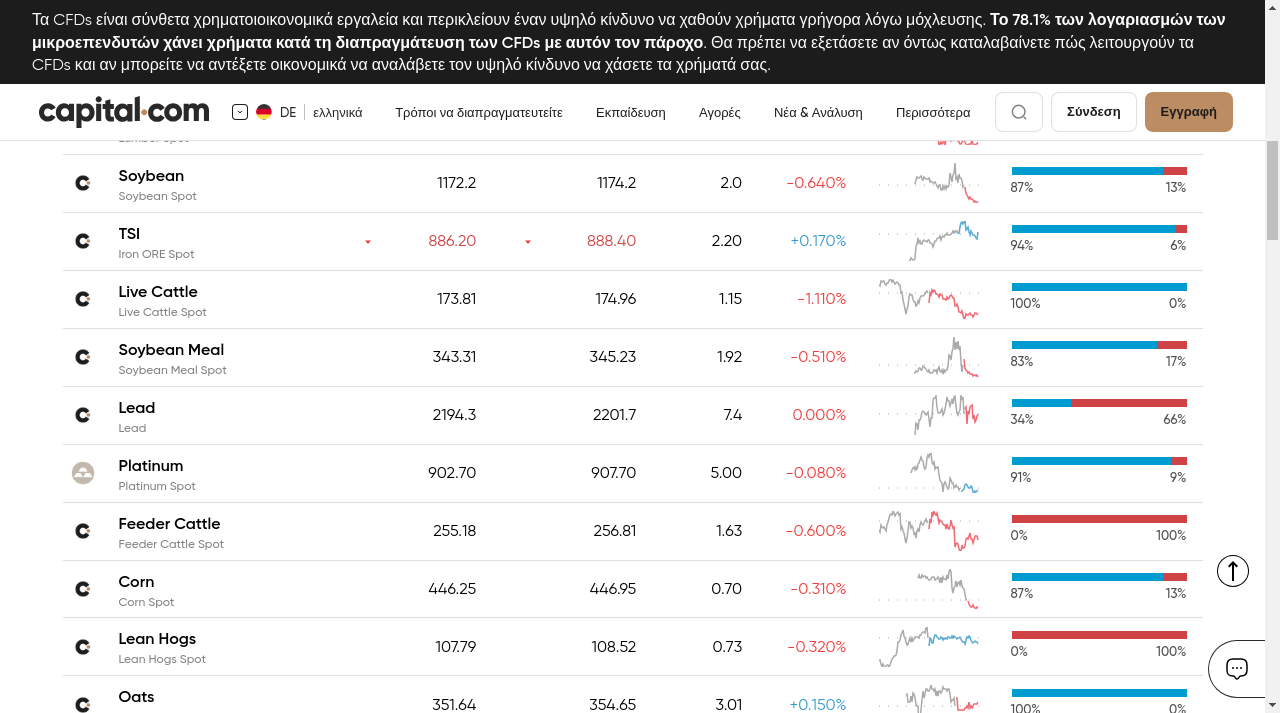 Τα CFDs είναι σύνθετα χρηματοοικονομικά εργαλεία και περικλείουν έναν υψηλό κίνδυνο να χαθούν χρήματα γρήγορα λόγω μόχλευσης. Το 78.1% των λογαριασμών των
μικροεπενδυτών χάνει χρήματα κατά τη διαπραγμάτευση των CFDs με αυτόν τον πάροχο. Θα πρέπει να εξετάσετε αν όντως καταλαβαίνετε πώς λειτουργούν τα
CFDs και αν μπορείτε να αντέξετε οικονομικά να αναλάβετε τον υψηλό κίνδυνο να χάσετε τα χρήματά σας.
capital.com DE ελληνικά Τρόποι να διαπραγματευτείτε Εκπαίδευση Αγορές Νέα & Ανάλυση Περισσότερα Σύνδεση Εγγραφή
Lumber Spot
Soybean 1172.2 1174.2 2.0 -0.640% 87% 13%
Soybean Spot
TSI 886.20 888.40 2.20 +0.170% 94% 6%
Iron ORE Spot
Live Cattle 173.81 174.96 1.15 -1.110% 100% 0%
Live Cattle Spot
Soybean Meal 343.31 345.23 1.92 -0.510% 83% 17%
Soybean Meal Spot
Lead 2194.3 2201.7 7.4 0.000% 34% 66%
Lead
Platinum 902.70 907.70 5.00 -0.080% 91% 9%
Platinum Spot
Feeder Cattle 255.18 256.81 1.63 -0.600% 0% 100%
Feeder Cattle Spot
Corn 446.25 446.95 0.70 -0.310% 87% 13%
Corn Spot
Lean Hogs 107.79 108.52 0.73 -0.320% 0% 100%
Lean Hogs Spot
Oats 351.64 354.65 3.01 +0.150% 100% 0%